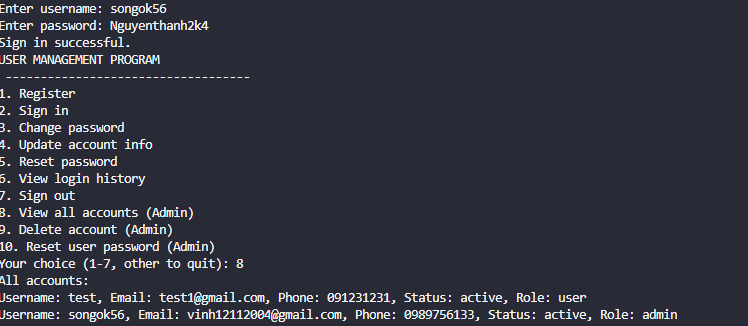 Enter username: songok56
Enter password: Nguyenthanh2k4
Sign in successful.
USER MANAGEMENT PROGRAM
-----------------------------------
1. Register
2. Sign in
3. Change password
4. Update account info
5. Reset password
6. View login history
7. Sign out
8. View all accounts (Admin)
9. Delete account (Admin)
10. Reset user password (Admin)
Your choice (1-7, other to quit): 8
All accounts:
Username: test, Email: test1@gmail.com, Phone: 091231231, Status: active, Role: user
Username: songok56, Email: vinh12112004@gmail.com, Phone: 0989756133, Status: active, Role: admin